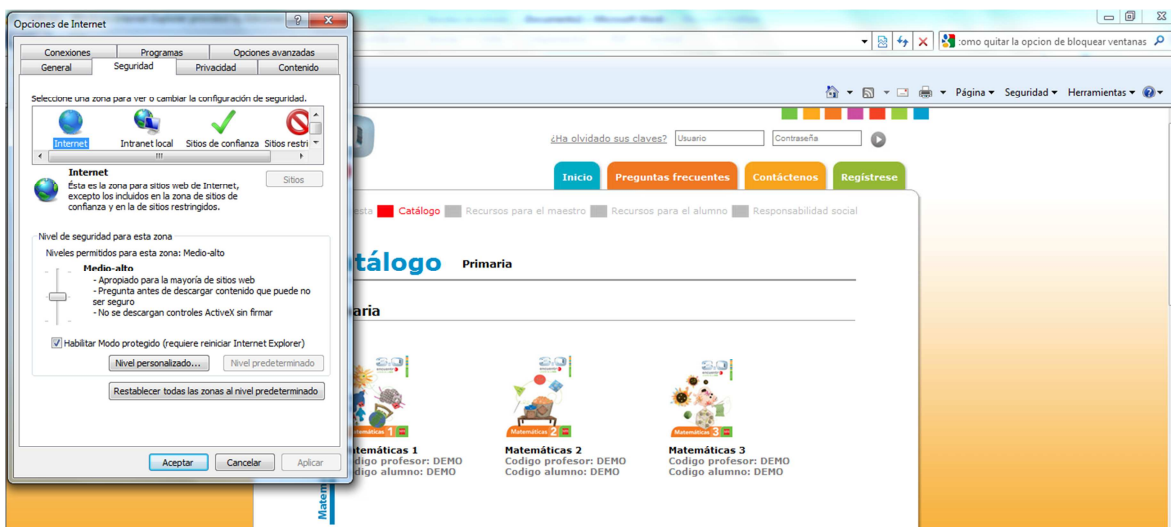 Opciones de Internet
Conexiones Programas Opciones avanzadas
General Seguridad Privacidad Contenido
Seleccione una zona para ver o cambiar la configuración de seguridad.
Internet Intranet local Sitios de confianza Sitios restri
Internet
Sitios
Ésta es la zona para sitios web de Internet,
excepto los incluidos en la zona de sitios de
confianza y en la de sitios restringidos.
Nivel de seguridad para esta zona
Niveles permitidos para esta zona: Medio-alto
Medio-alto
- Apropiado para la mayoría de sitios web
- Pregunta antes de descargar contenido que puede no
ser seguro
- No se descargan controles ActiveX sin firmar
Habilitar Modo protegido (requiere reiniciar Internet Explorer)
Nivel personalizado... Nivel predeterminado
Restablecer todas las zonas al nivel predeterminado
Aceptar Cancelar Aplicar
:omo quitar la opcion de bloquear ventanas
Página Seguridad Herramientas
¿Ha olvidado sus claves? Usuario Contraseña
Inicio Preguntas frecuentes Contáctenos Regístrese
esta Catálogo Recursos para el maestro Recursos para el alumno Responsabilidad social
tálogo Primaria
aria
Matemáticas 1
Matemáticas 2
Matemáticas 3
temáticas 1 Matemáticas 2 Matemáticas 3
digo profesor: DEMO Codigo profesor: DEMO Codigo profesor: DEMO
digo alumno: DEMO Codigo alumno: DEMO Codigo alumno: DEMO
Matem